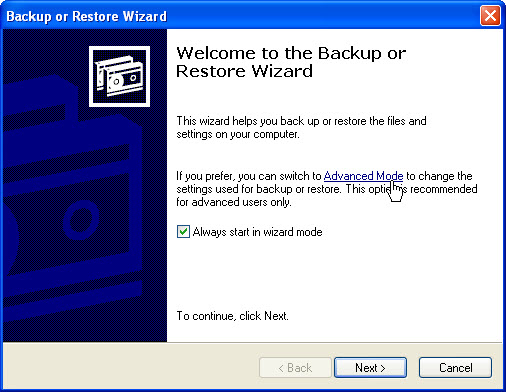 Backup or Restore Wizard
Welcome to the Backup or
Restore Wizard
This wizard helps you back up or restore the files and
settings on your computer.
If you prefer, you can switch to Advanced Mode to change the
settings used for backup or restore. This option is recommended
for advanced users only.
Always start in wizard mode
To continue, click Next.
< Back
Next >
Cancel